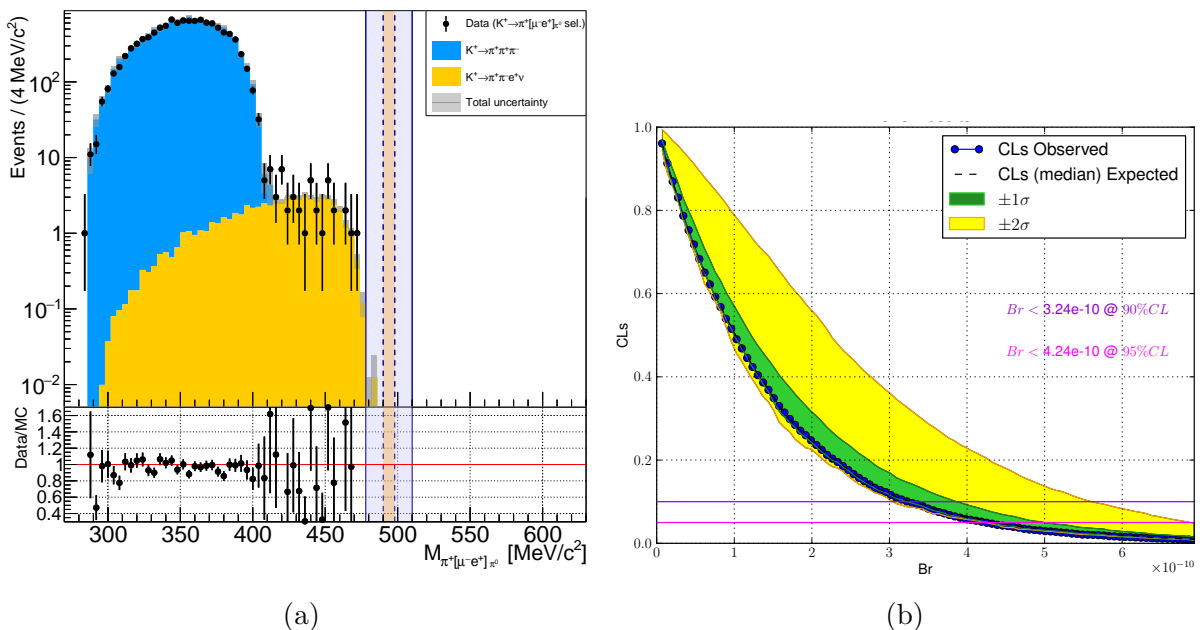 Events / (4 MeV/c²)
10²
10
1
10⁻¹
10⁻²
Data (K⁺→π⁺[μ⁻e⁺]π⁰ sel.)
K⁺→π⁺π⁺π⁻
K⁺→π⁺π⁻e⁺ν
Total uncertainty
Data/MC
1.6
1.4
1.2
1
0.8
0.6
0.4
300 350 400 450 500 550 600
M π⁺[μ⁻e⁺]π⁰ [MeV/c²]
(a)
CLs
1.0
0.8
0.6
0.4
0.2
0.0
CLs Observed
CLs (median) Expected
±1σ
±2σ
Br < 3.24e-10 @ 90%CL
Br < 4.24e-10 @ 95%CL
0 1 2 3 4 5 6
×10⁻¹⁰
Br
(b)